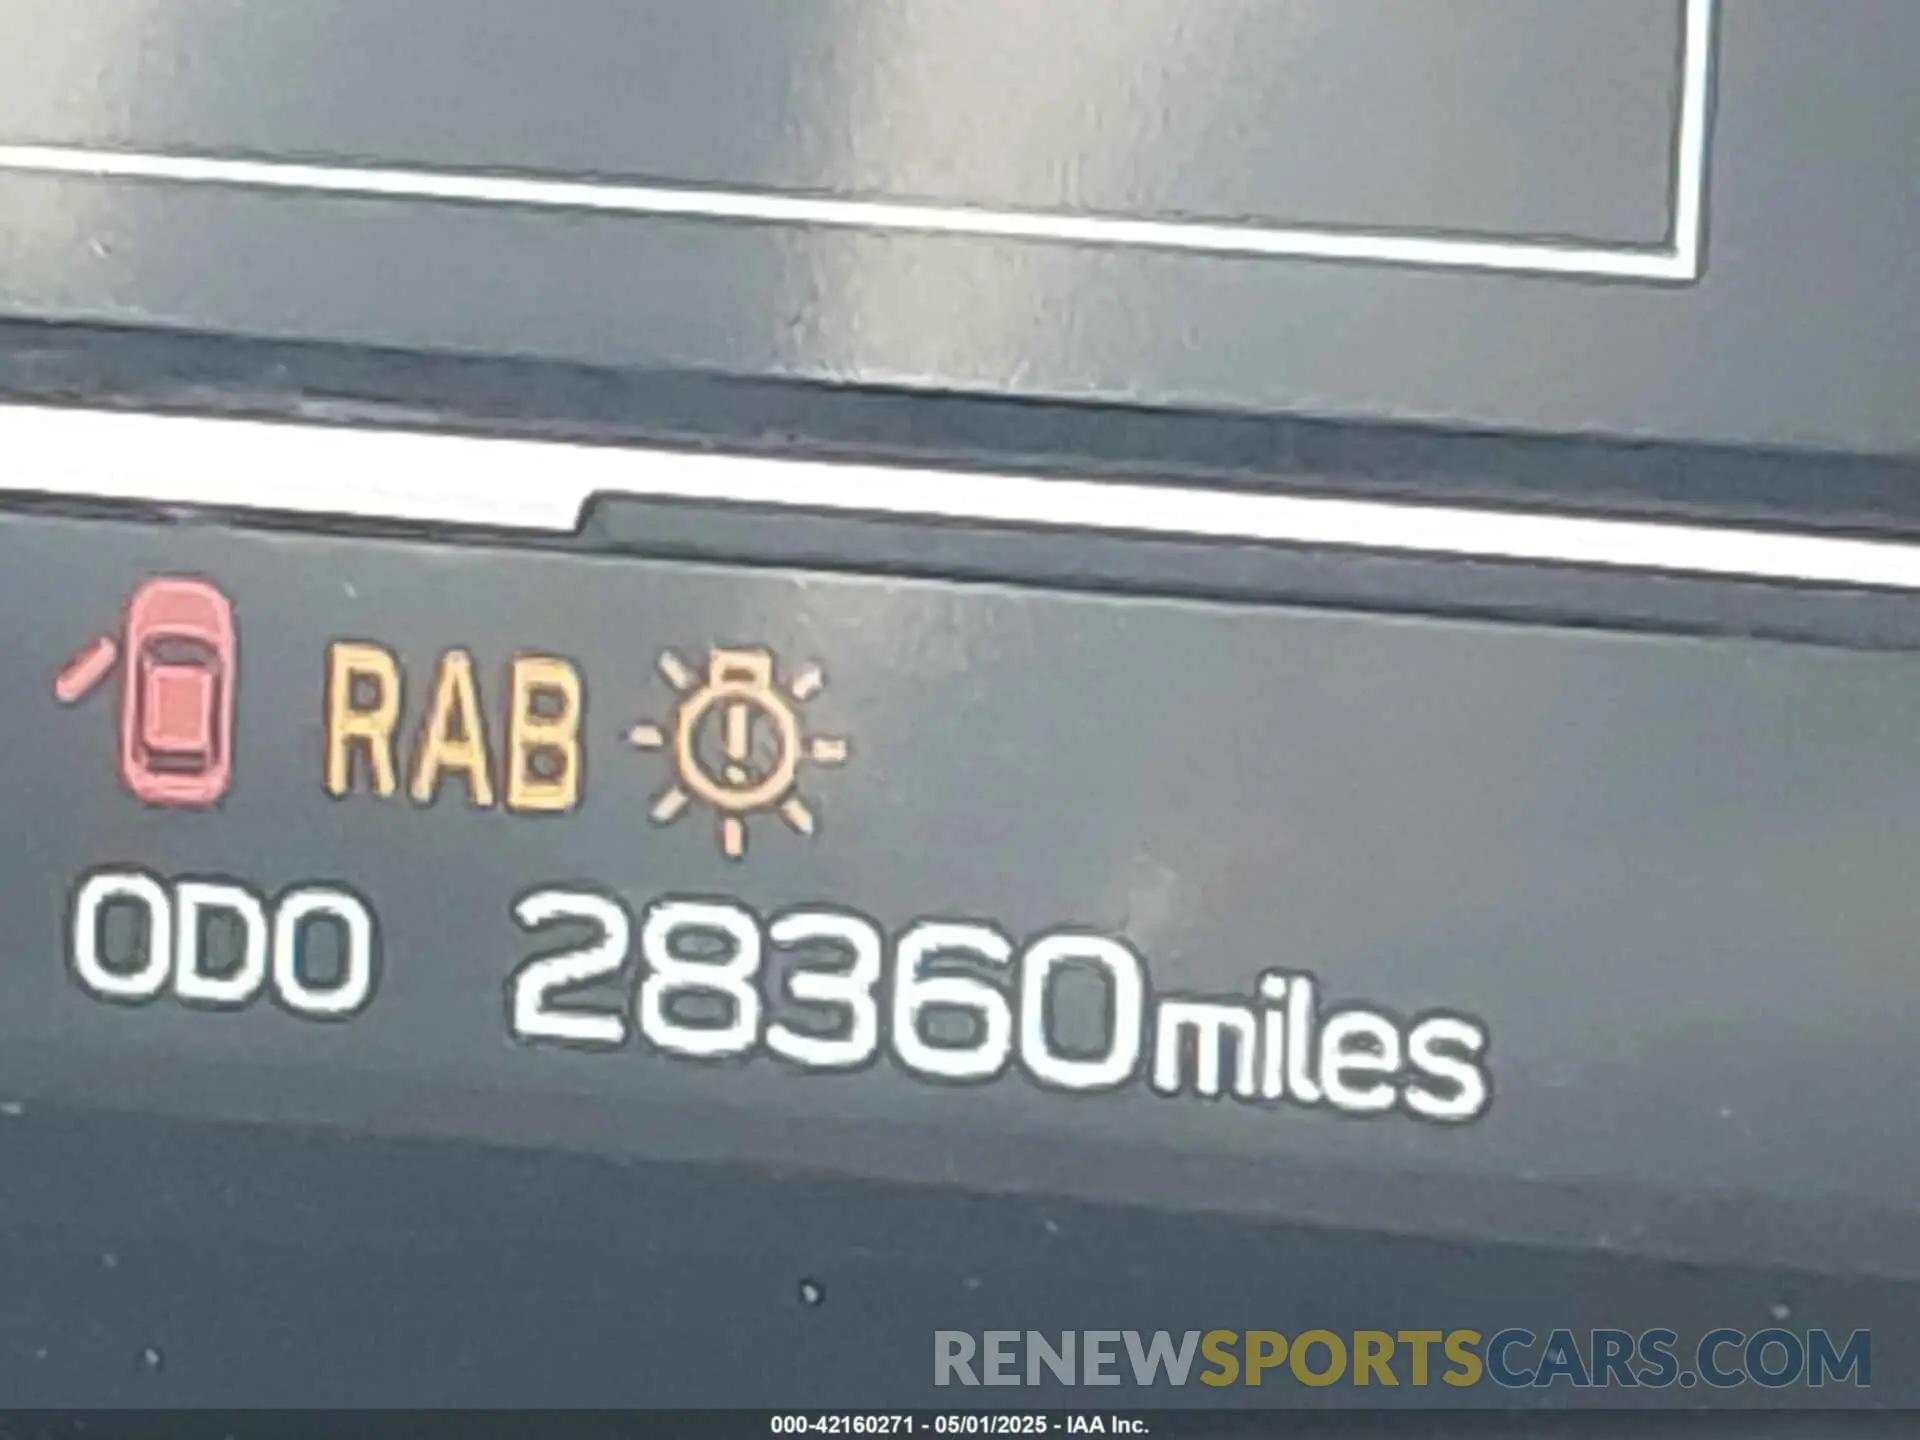 RAB
ODO 28360miles
RENEWSPORTSCARS.COM
000-42160271 - 05/01/2025 - IAA Inc.